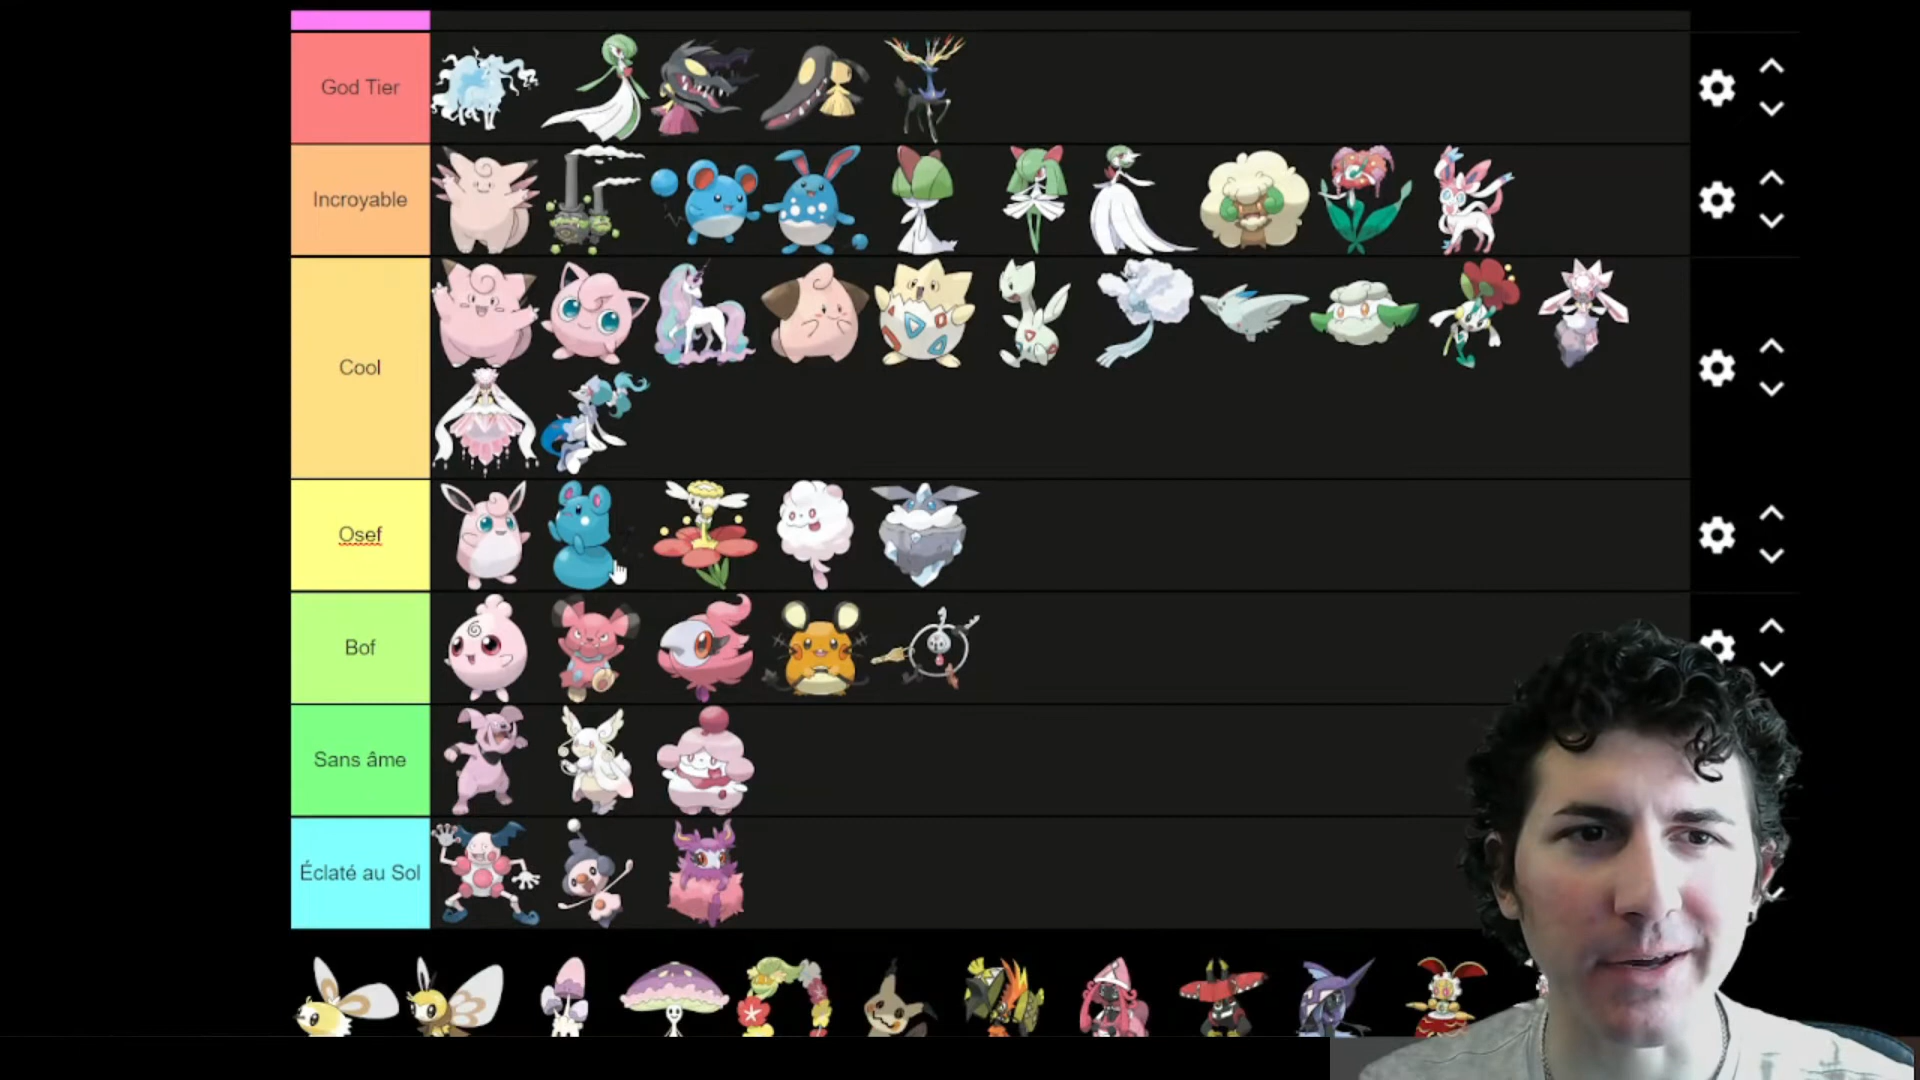 God Tier
Incroyable
Cool
Osef
Bof
Sans âme
Éclaté au Sol